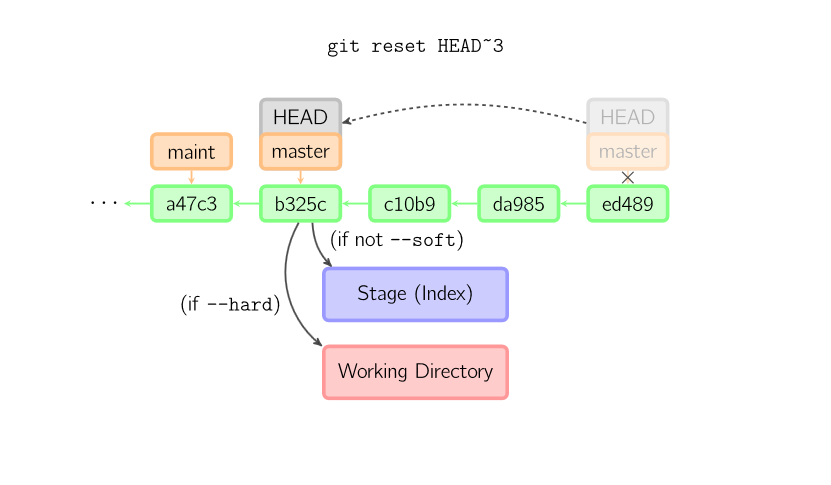 git reset HEAD~3
HEAD HEAD
maint master master
... a47c3 b325c c10b9 da985 ed489
(if not --soft)
Stage (Index)
(if --hard)
Working Directory